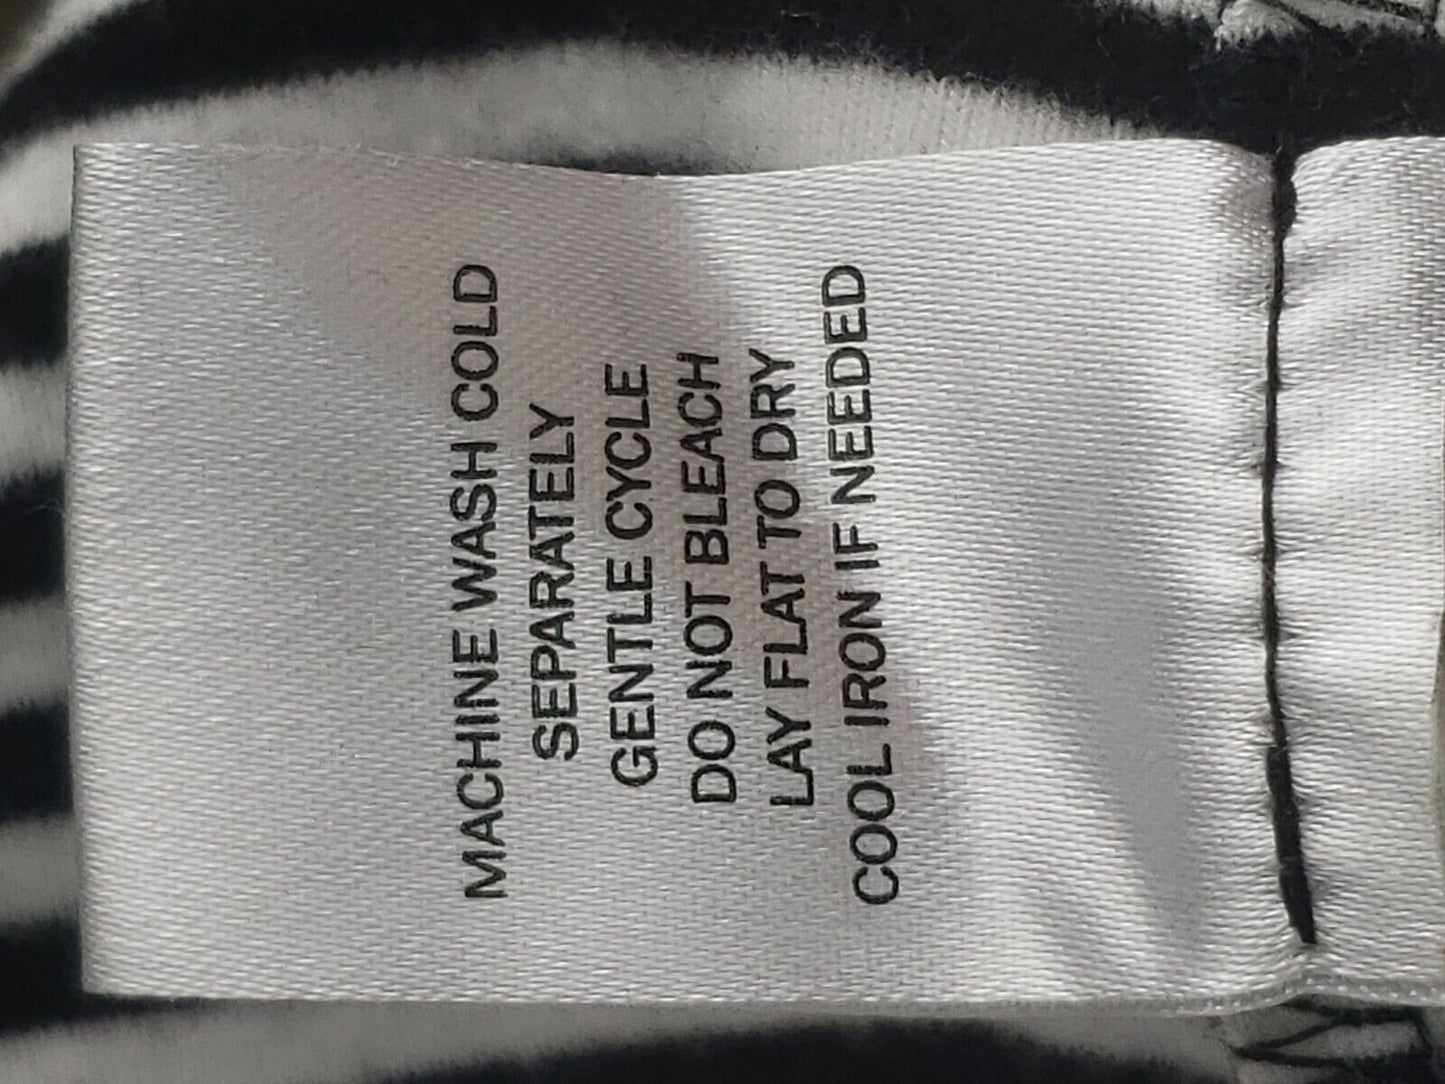 MACHINE WASH COLD
SEPARATELY
GENTLE CYCLE
DO NOT BLEACH
LAY FLAT TO DRY
COOL IRON IF NEEDED